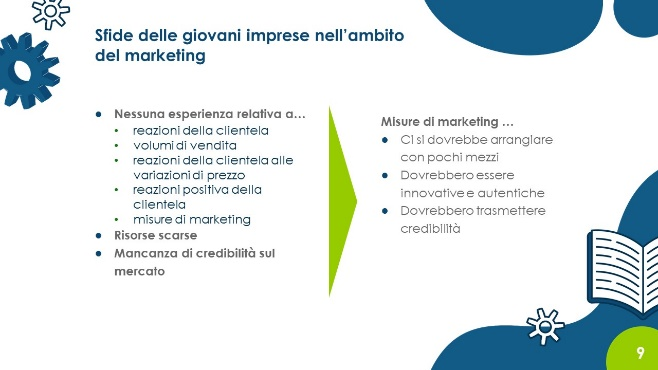 Sfide delle giovani imprese nell'ambito
del marketing
● Nessuna esperienza relativa a…
• reazioni della clientela
• volumi di vendita
• reazioni della clientela alle
variazioni di prezzo
• reazioni positiva della
clientela
• misure di marketing
● Risorse scarse
● Mancanza di credibilità sul
mercato
Misure di marketing …
● Ci si dovrebbe arrangiare
con pochi mezzi
● Dovrebbero essere
innovative e autentiche
● Dovrebbero trasmettere
credibilità
9